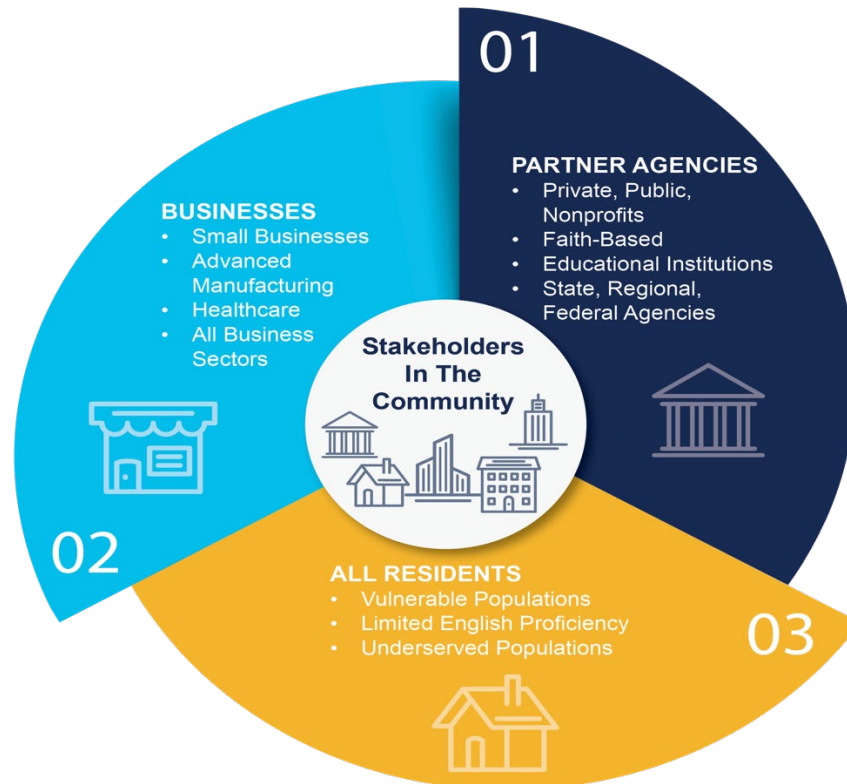 01
PARTNER AGENCIES
• Private, Public,
Nonprofits
• Faith-Based
• Educational Institutions
• State, Regional,
Federal Agencies
BUSINESSES
• Small Businesses
• Advanced
Manufacturing
• Healthcare
• All Business
Sectors
02
Stakeholders
In The
Community
ALL RESIDENTS
• Vulnerable Populations
• Limited English Proficiency
• Underserved Populations
03